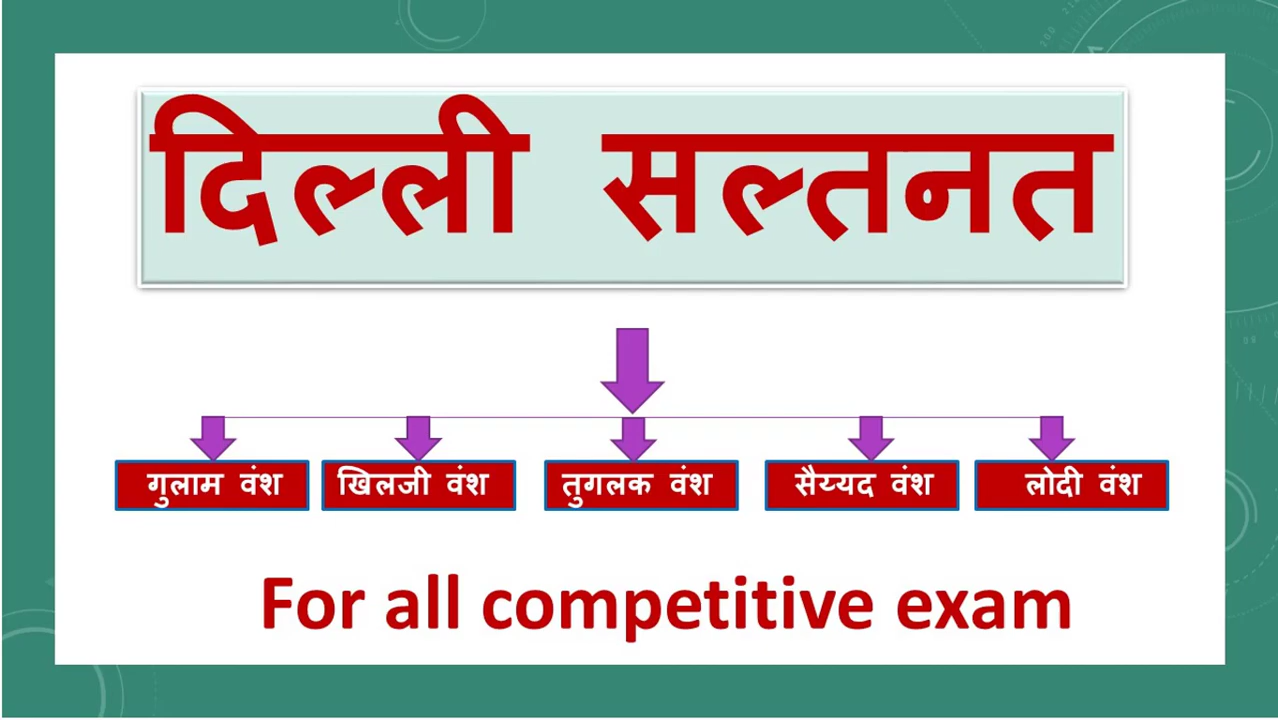 दिल्ली सल्तनत
गुलाम वंश खिलजी वंश तुगलक वंश सैय्यद वंश लोदी वंश
For all competitive exam